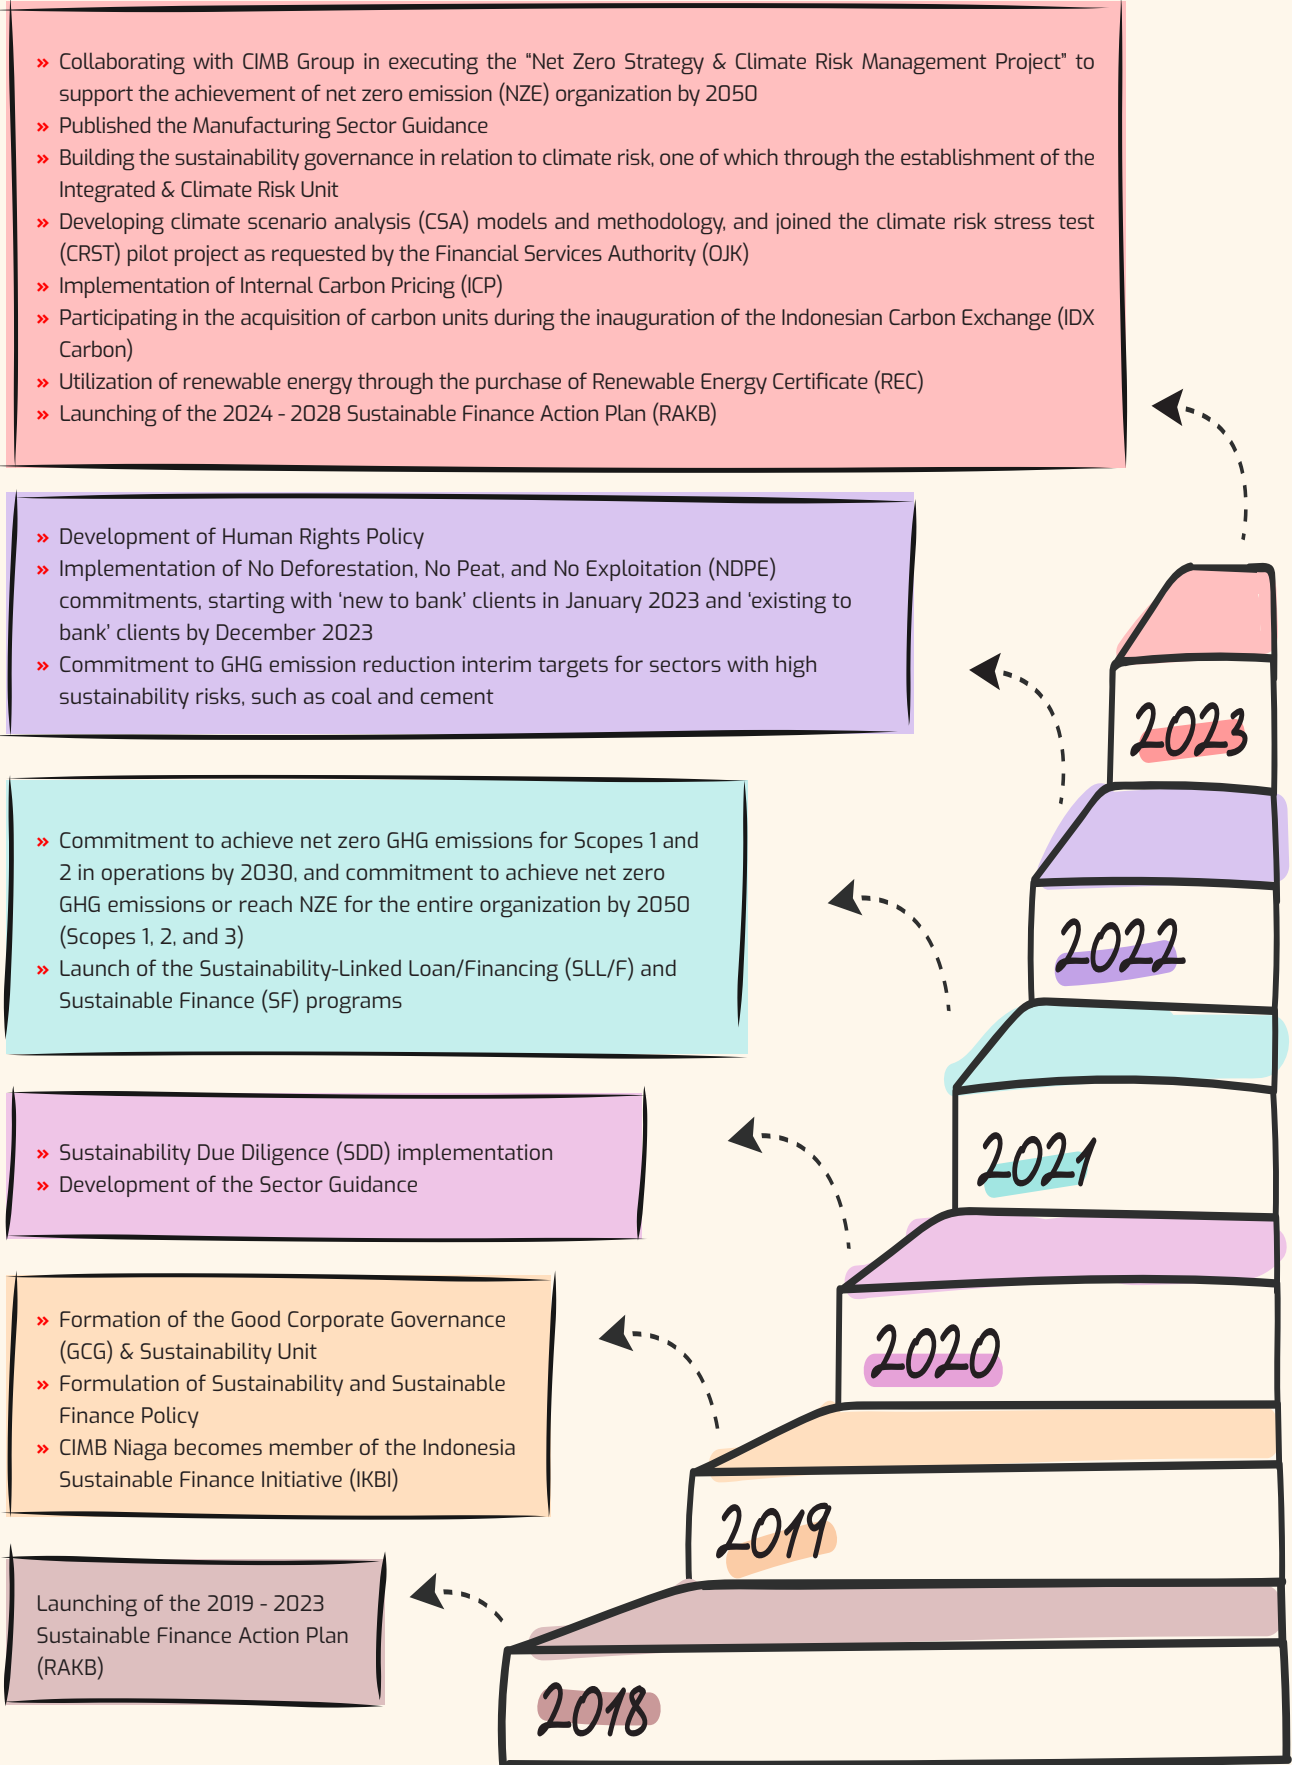 » Collaborating with CIMB Group in executing the “Net Zero Strategy & Climate Risk Management Project” to
support the achievement of net zero emission (NZE) organization by 2050
» Published the Manufacturing Sector Guidance
» Building the sustainability governance in relation to climate risk, one of which through the establishment of the
Integrated & Climate Risk Unit
» Developing climate scenario analysis (CSA) models and methodology, and joined the climate risk stress test
(CRST) pilot project as requested by the Financial Services Authority (OJK)
» Implementation of Internal Carbon Pricing (ICP)
» Participating in the acquisition of carbon units during the inauguration of the Indonesian Carbon Exchange (IDX
Carbon)
» Utilization of renewable energy through the purchase of Renewable Energy Certificate (REC)
» Launching of the 2024 - 2028 Sustainable Finance Action Plan (RAKB)
2023
» Development of Human Rights Policy
» Implementation of No Deforestation, No Peat, and No Exploitation (NDPE)
commitments, starting with ‘new to bank’ clients in January 2023 and ‘existing to
bank’ clients by December 2023
» Commitment to GHG emission reduction interim targets for sectors with high
sustainability risks, such as coal and cement
2022
» Commitment to achieve net zero GHG emissions for Scopes 1 and
2 in operations by 2030, and commitment to achieve net zero
GHG emissions or reach NZE for the entire organization by 2050
(Scopes 1, 2, and 3)
» Launch of the Sustainability-Linked Loan/Financing (SLL/F) and
Sustainable Finance (SF) programs
2021
» Sustainability Due Diligence (SDD) implementation
» Development of the Sector Guidance
2020
» Formation of the Good Corporate Governance
(GCG) & Sustainability Unit
» Formulation of Sustainability and Sustainable
Finance Policy
» CIMB Niaga becomes member of the Indonesia
Sustainable Finance Initiative (IKBI)
2019
Launching of the 2019 - 2023
Sustainable Finance Action Plan
(RAKB)
2018